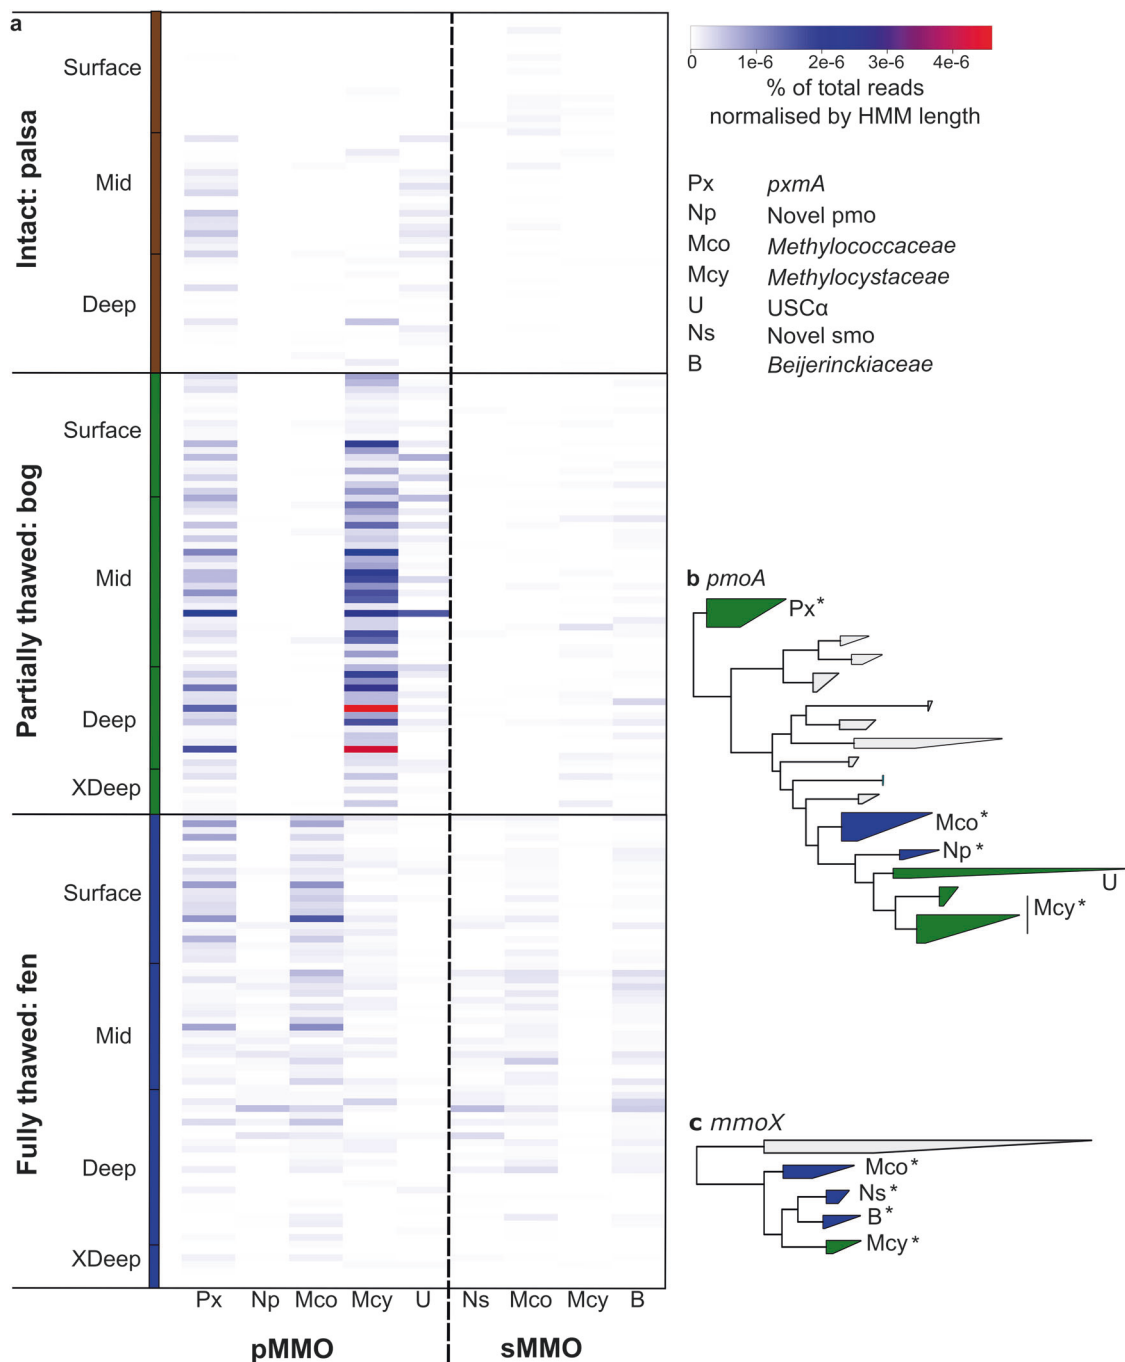 a
Intact: palsa
Surface
Mid
Deep
Partially thawed: bog
Surface
Mid
Deep
XDeep
Fully thawed: fen
Surface
Mid
Deep
XDeep
Px Np Mco Mcy U Ns Mco Mcy B
pMMO sMMO
0 1e-6 2e-6 3e-6 4e-6
% of total reads
normalised by HMM length
Px pxmA
Np Novel pmo
Mco Methylococcaceae
Mcy Methylocystaceae
U USCα
Ns Novel smo
B Beijerinckiaceae
b pmoA
Px*
Mco*
Np*
U
Mcy*
c mmoX
Mco*
Ns*
B*
Mcy*